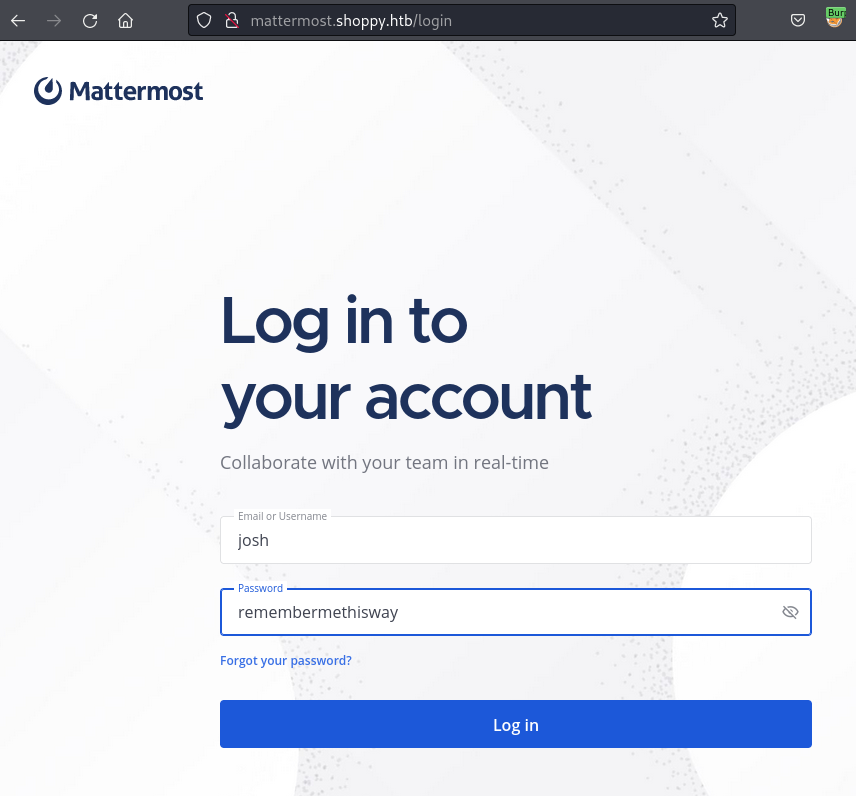 mattermost.shoppy.htb/login
Mattermost
Log in to
your account
Collaborate with your team in real-time
Email or Username
josh
Password
remembermethisway
Forgot your password?
Log in